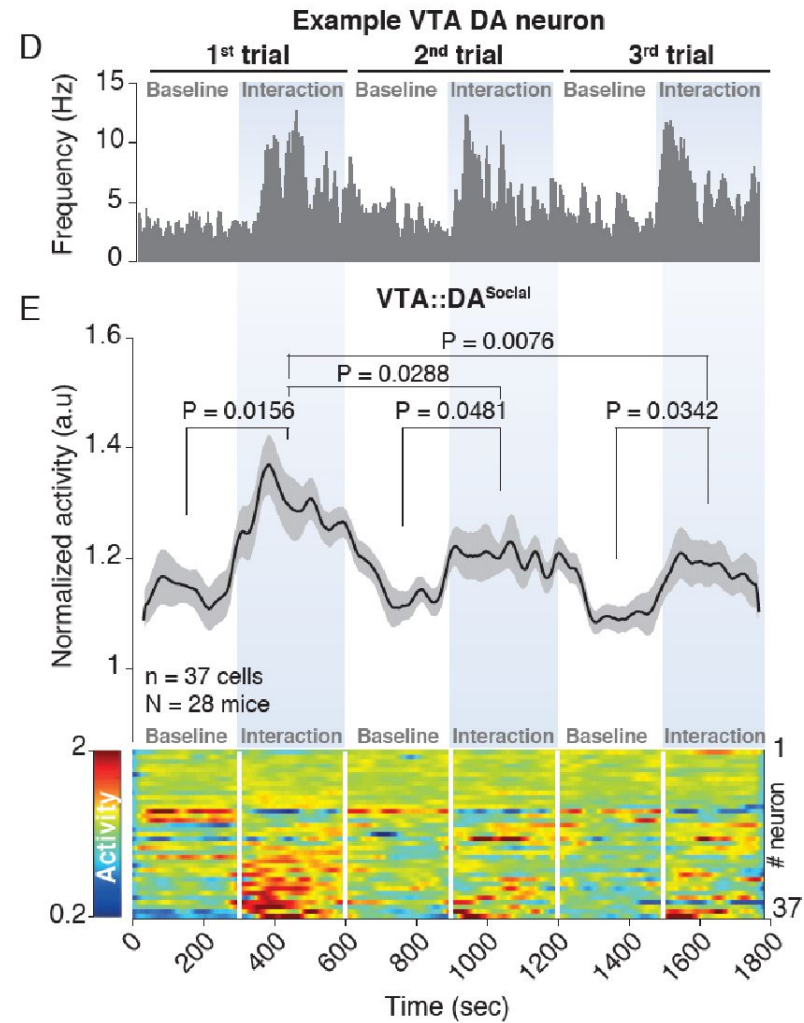 D
Example VTA DA neuron
1st trial 2nd trial 3rd trial
Baseline Interaction Baseline Interaction Baseline Interaction
Frequency (Hz)
15
10
5
0
E
VTA::DASocial
Normalized activity (a.u)
1.6
1.4
1.2
1
P = 0.0076
P = 0.0288
P = 0.0156 P = 0.0481 P = 0.0342
n = 37 cells
N = 28 mice
Baseline Interaction Baseline Interaction Baseline Interaction
2
Activity
0.2
1
# neuron
37
0 200 400 600 800 1000 1200 1400 1600 1800
Time (sec)